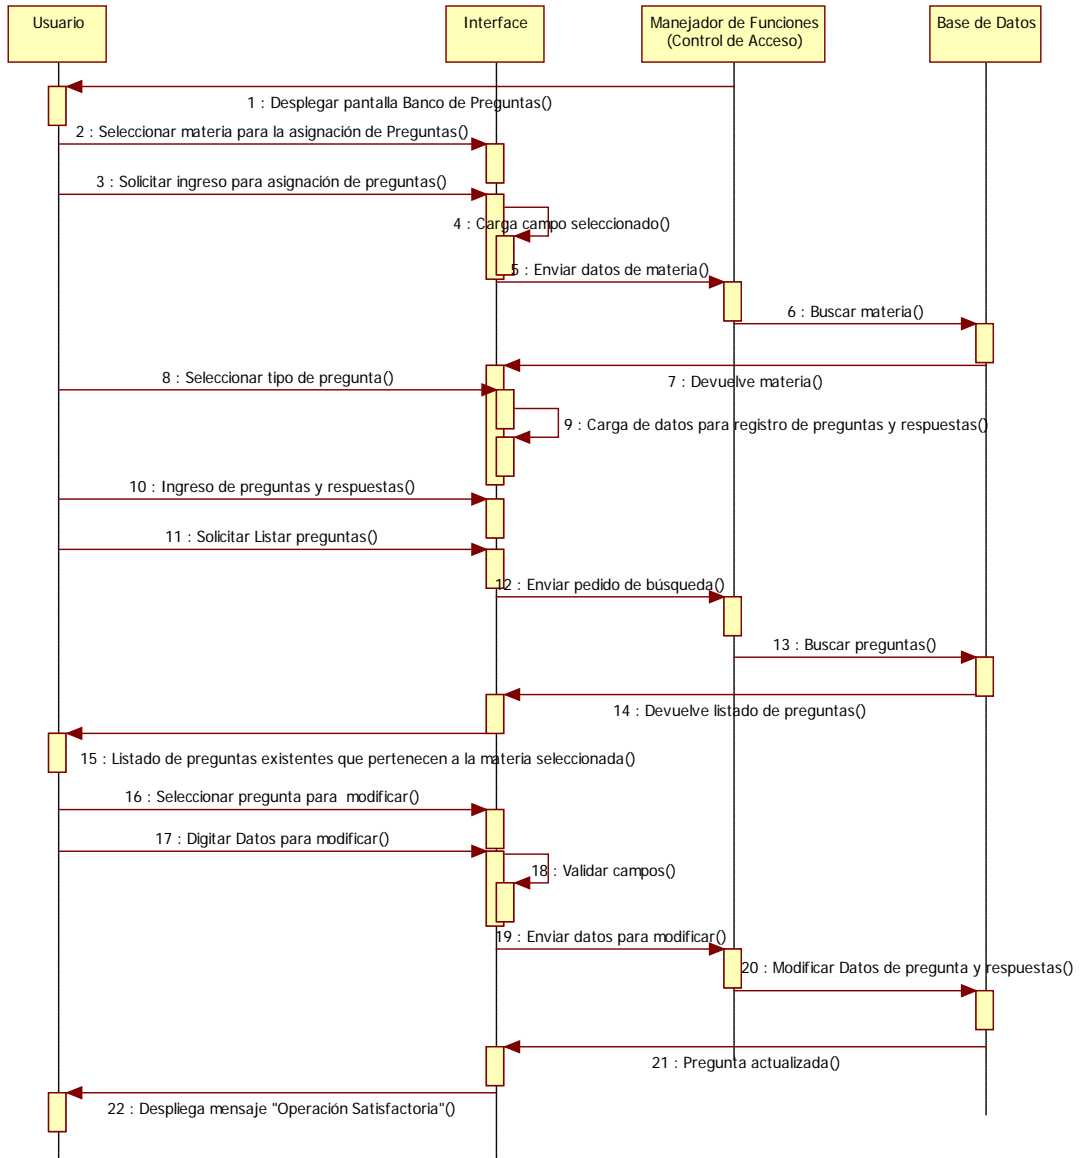 Usuario
Interface
Manejador de Funciones
(Control de Acceso)
Base de Datos
1 : Desplegar pantalla Banco de Preguntas()
2 : Seleccionar materia para la asignación de Preguntas()
3 : Solicitar ingreso para asignación de preguntas()
4 : Carga campo seleccionado()
5 : Enviar datos de materia()
6 : Buscar materia()
7 : Devuelve materia()
8 : Seleccionar tipo de pregunta()
9 : Carga de datos para registro de preguntas y respuestas()
10 : Ingreso de preguntas y respuestas()
11 : Solicitar Listar preguntas()
12 : Enviar pedido de búsqueda()
13 : Buscar preguntas()
14 : Devuelve listado de preguntas()
15 : Listado de preguntas existentes que pertenecen a la materia seleccionada()
16 : Seleccionar pregunta para  modificar()
17 : Digitar Datos para modificar()
18 : Validar campos()
19 : Enviar datos para modificar()
20 : Modificar Datos de pregunta y respuestas()
21 : Pregunta actualizada()
22 : Despliega mensaje "Operación Satisfactoria"()